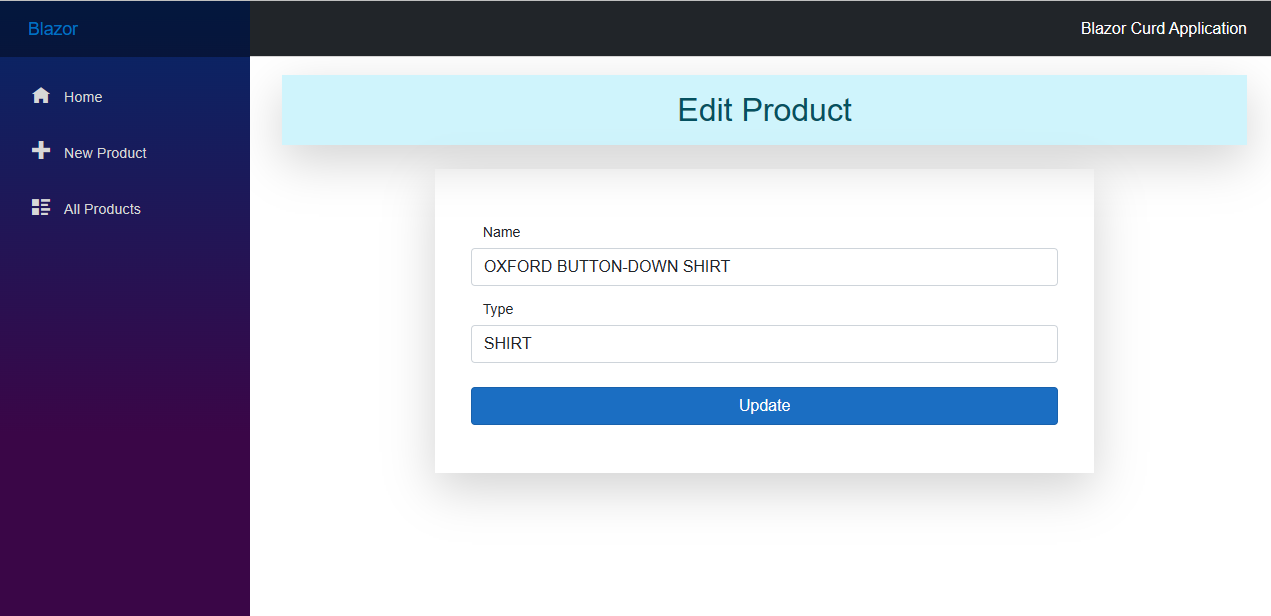 Blazor
Blazor Curd Application
Home
New Product
All Products
Edit Product
Name
OXFORD BUTTON-DOWN SHIRT
Type
SHIRT
Update